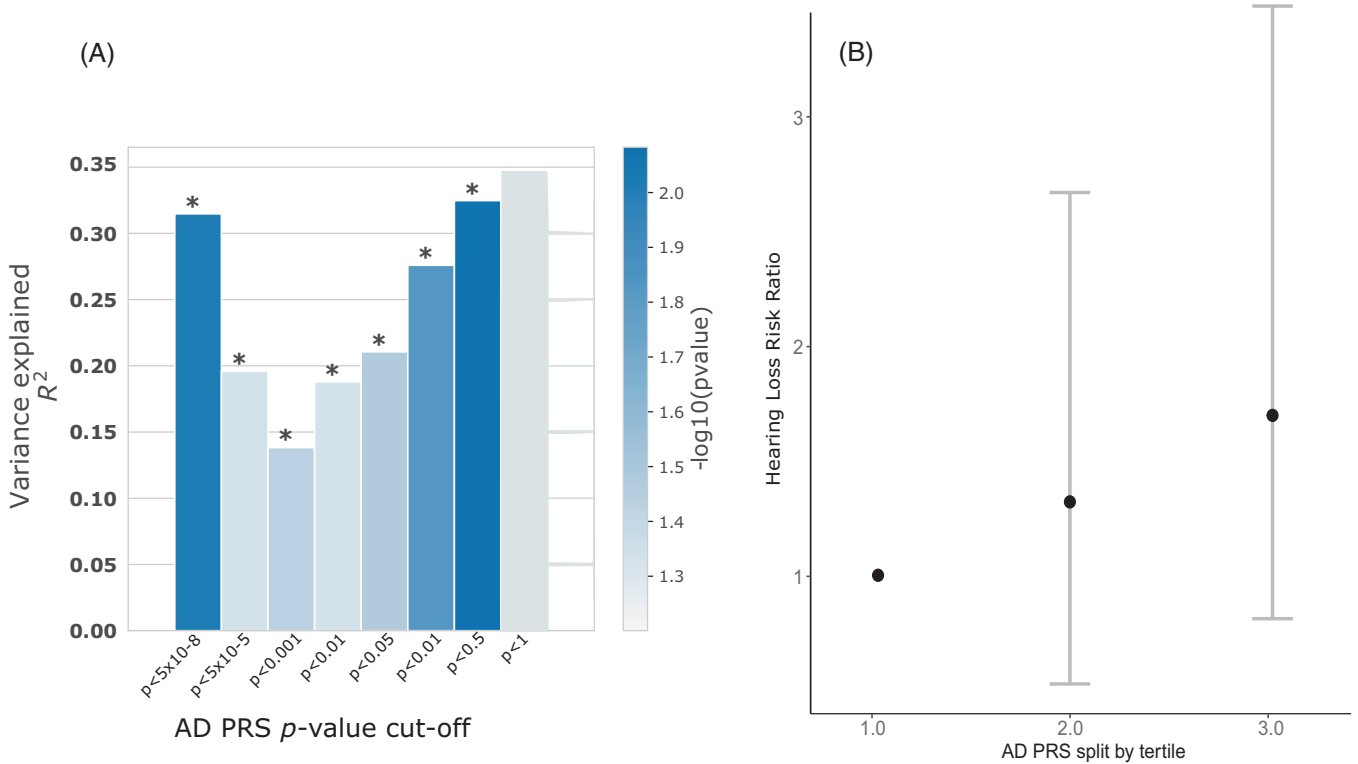 (A)
0.35
0.30
0.25
0.20
0.15
0.10
0.05
0.00
Variance explained
R²
*
*
*
*
*
*
*
p<5x10-8
p<5x10-5
p<0.001
p<0.01
p<0.05
p<0.01
p<0.5
p<1
AD PRS p-value cut-off
2.0
1.9
1.8
1.7
1.6
1.5
1.4
1.3
-log10(pvalue)
(B)
3
2
1
Hearing Loss Risk Ratio
1.0
2.0
3.0
AD PRS split by tertile